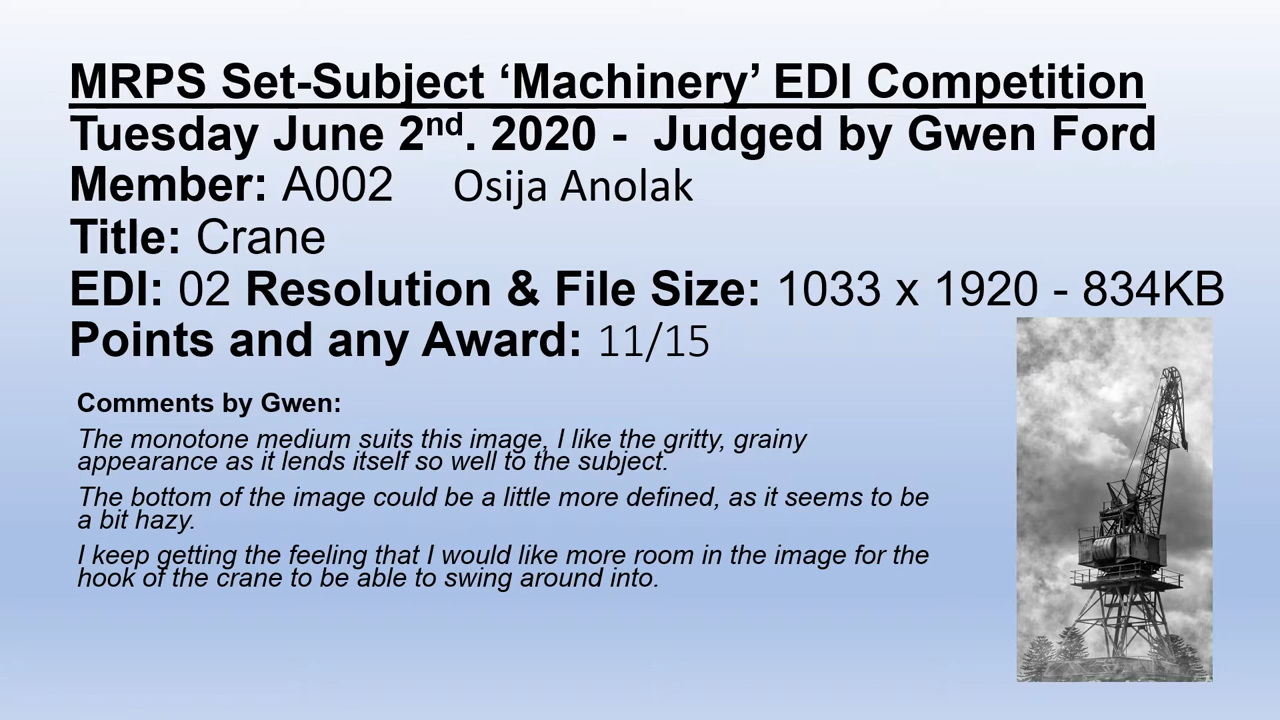 MRPS Set-Subject ‘Machinery’ EDI Competition
Tuesday June 2nd. 2020 - Judged by Gwen Ford
Member: A002 Osija Anolak
Title: Crane
EDI: 02 Resolution & File Size: 1033 x 1920 - 834KB
Points and any Award: 11/15
Comments by Gwen:
The monotone medium suits this image, I like the gritty, grainy
appearance as it lends itself so well to the subject.
The bottom of the image could be a little more defined, as it seems to be
a bit hazy.
I keep getting the feeling that I would like more room in the image for the
hook of the crane to be able to swing around into.